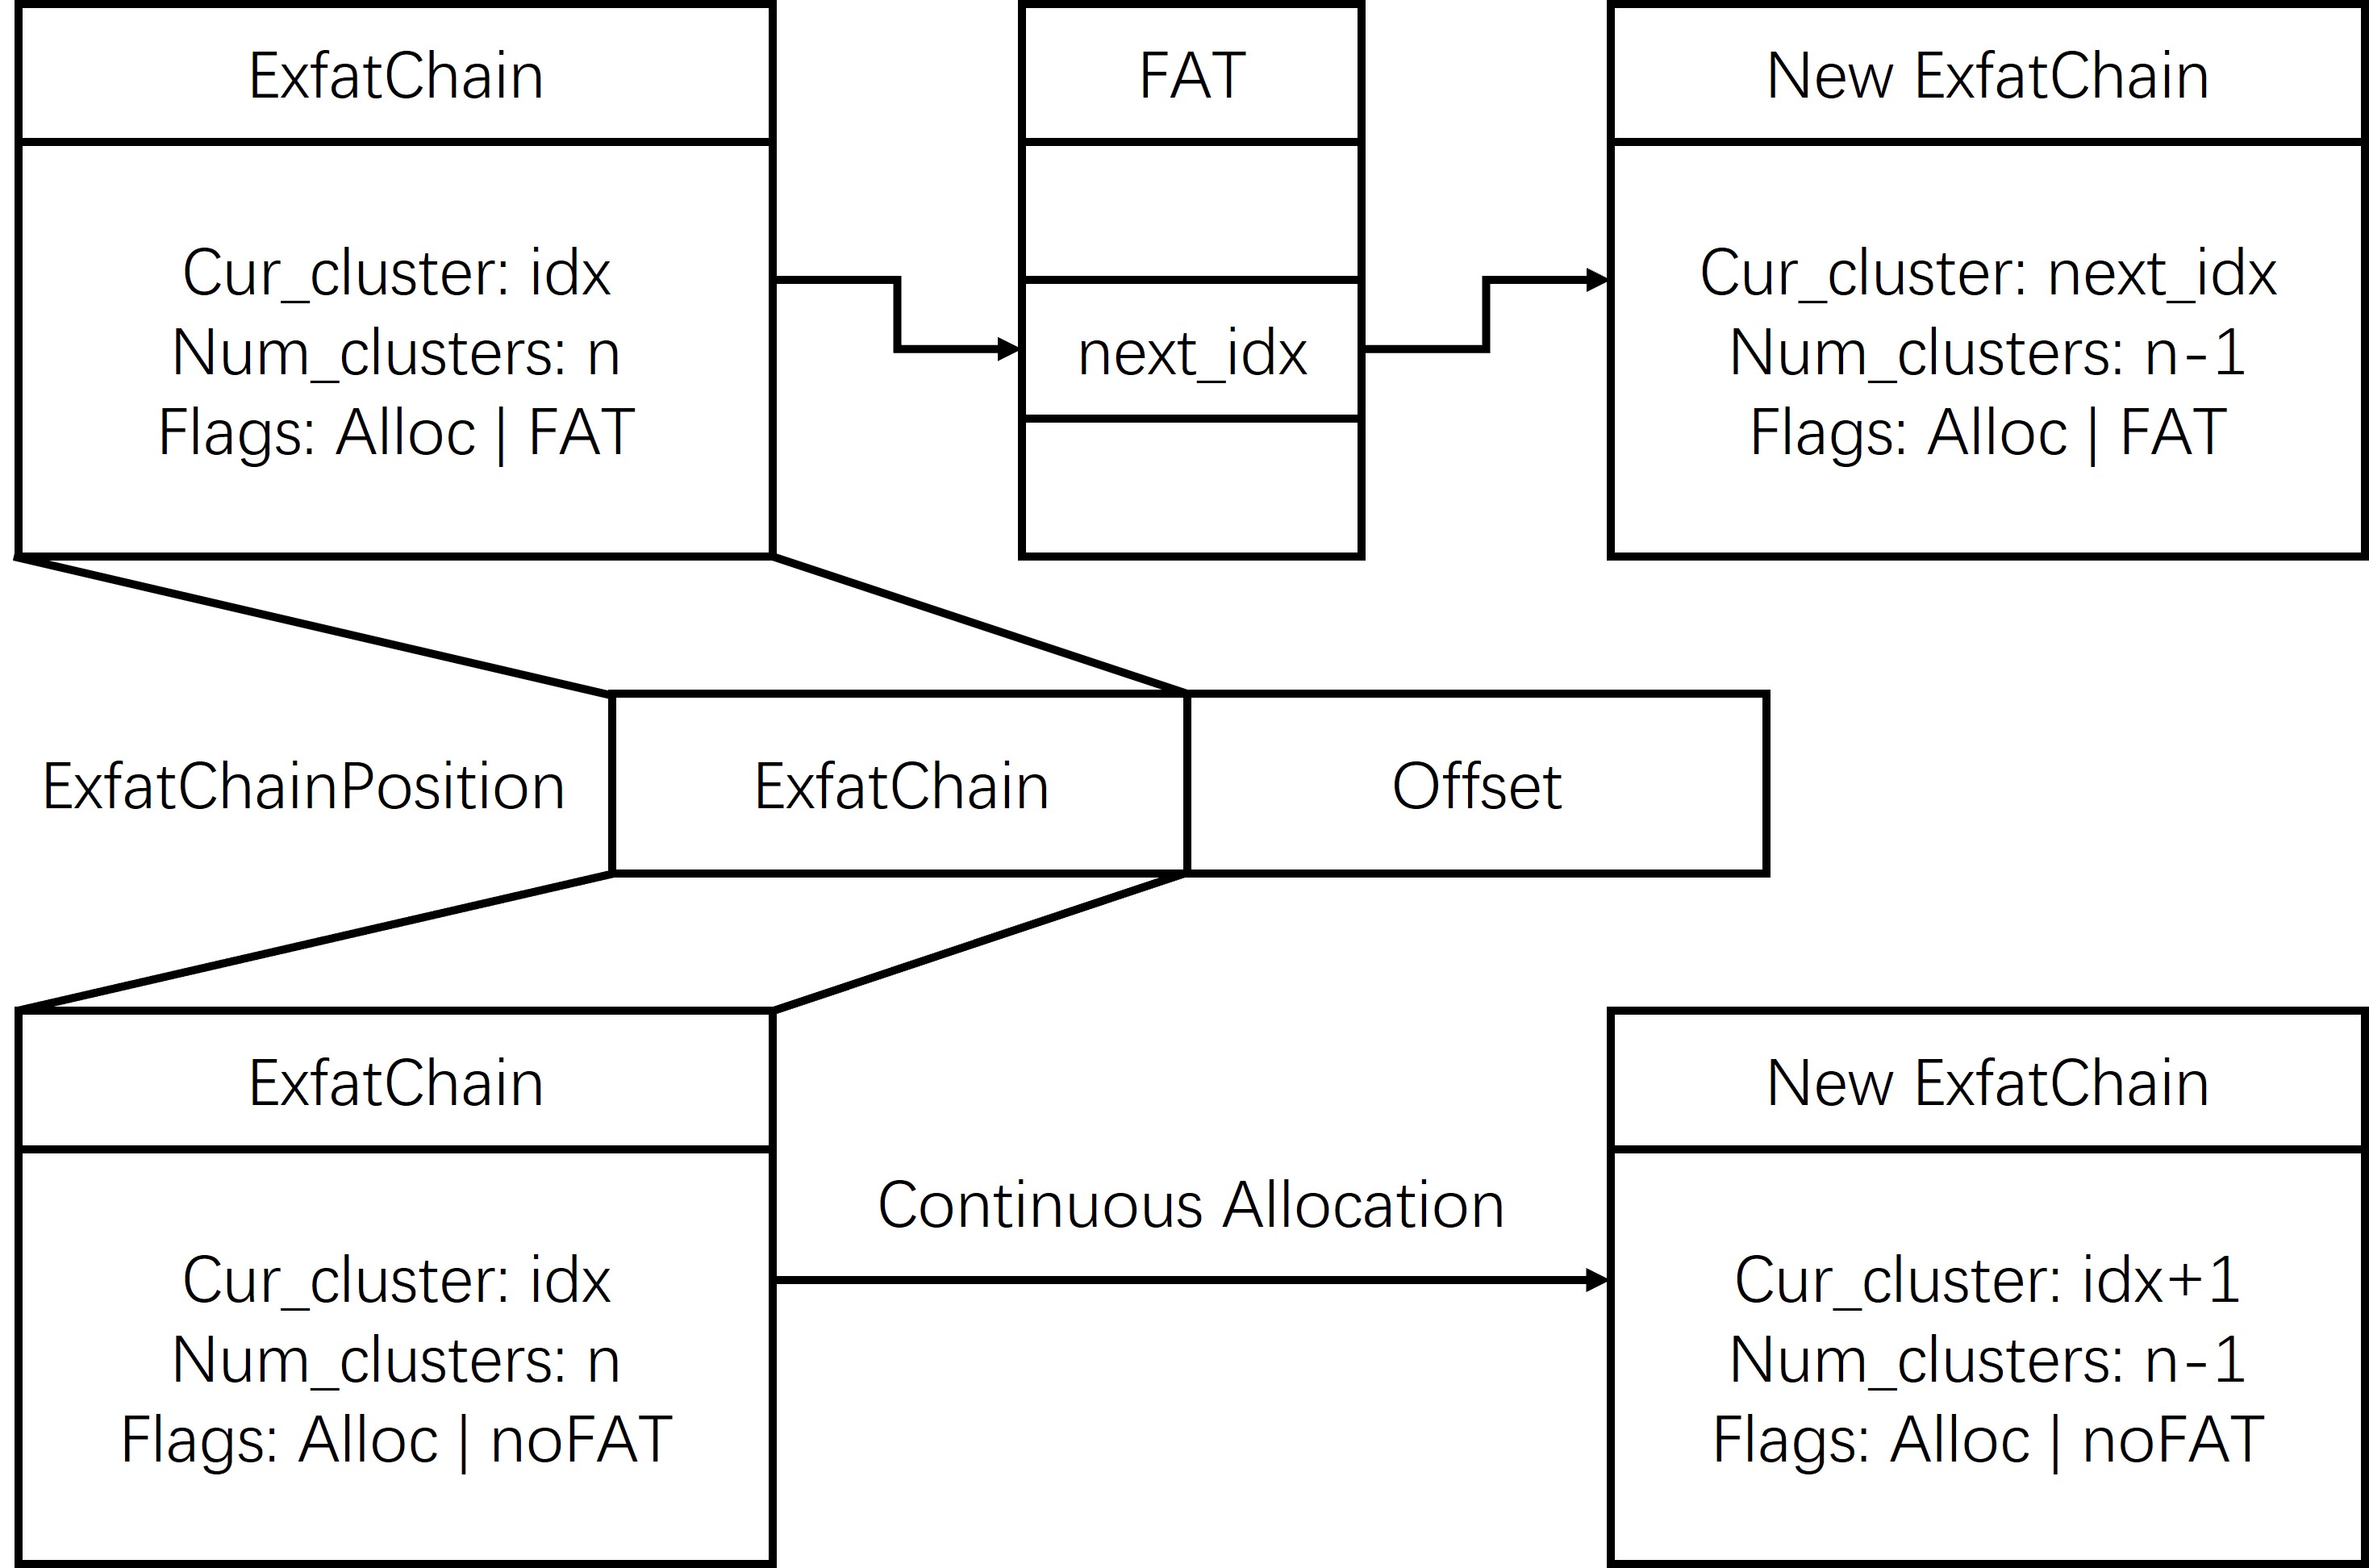 ExfatChain
Cur_cluster: idx
Num_clusters: n
Flags: Alloc | FAT
FAT
next_idx
New ExfatChain
Cur_cluster: next_idx
Num_clusters: n-1
Flags: Alloc | FAT
ExfatChainPosition
ExfatChain
Offset
ExfatChain
Cur_cluster: idx
Num_clusters: n
Flags: Alloc | noFAT
Continuous Allocation
New ExfatChain
Cur_cluster: idx+1
Num_clusters: n-1
Flags: Alloc | noFAT